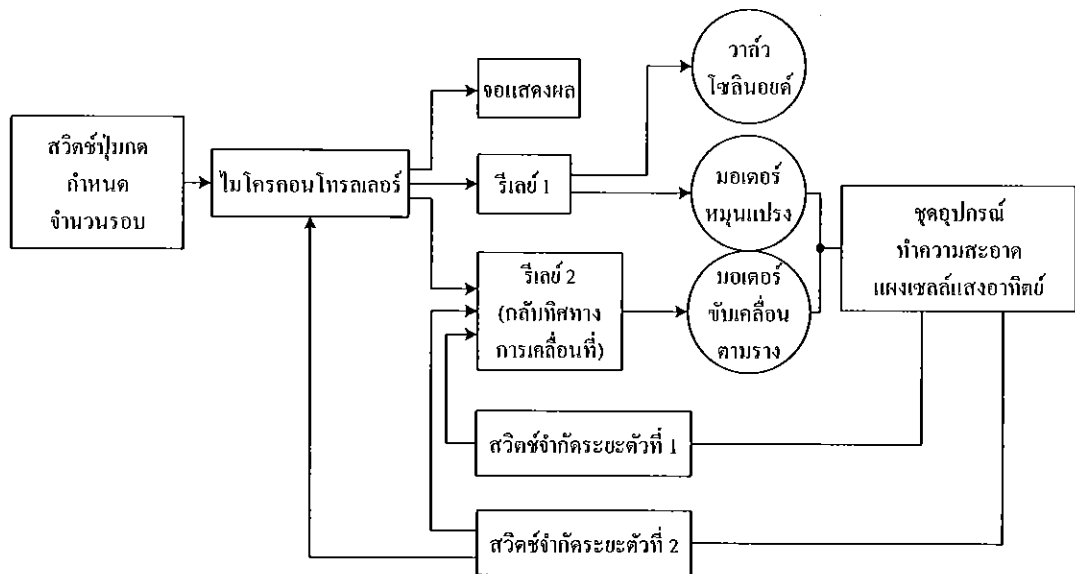 วาล์ว
โซลินอยด์
จอแสดงผล
สวิตช์ปุ่มกด
กำหนด
จำนวนรอบ
ไมโครคอนโทรลเลอร์
รีเลย์ 1
มอเตอร์
หมุนแปรง
ชุดอุปกรณ์
ทำความสะอาด
แผงเซลล์แสงอาทิตย์
รีเลย์ 2
(กลับทิศทาง
การเคลื่อนที่)
มอเตอร์
ขับเคลื่อน
ตามราง
สวิตช์จำกัดระยะตัวที่ 1
สวิตช์จำกัดระยะตัวที่ 2